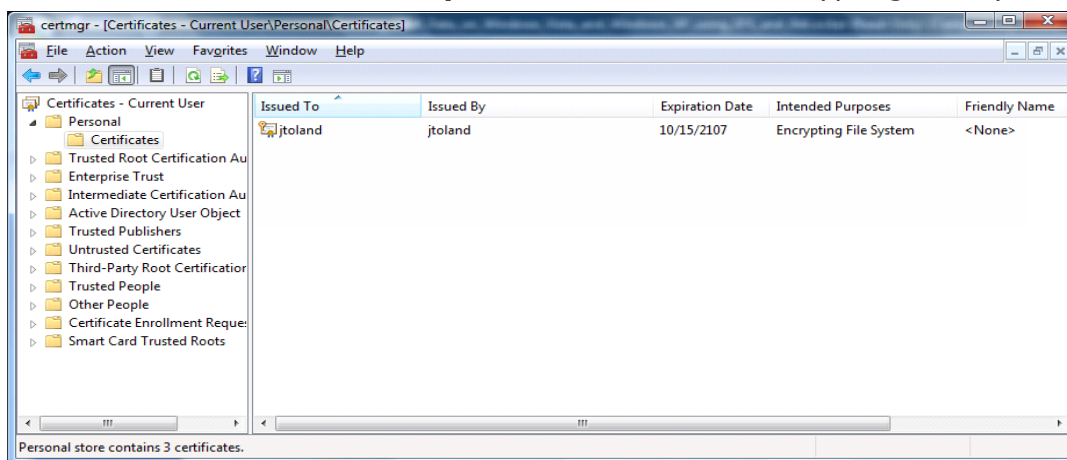 certmgr - [Certificates - Current User\Personal\Certificates]
File Action View Favorites Window Help
Certificates - Current User
Personal
Certificates
Trusted Root Certification Au
Enterprise Trust
Intermediate Certification Au
Active Directory User Object
Trusted Publishers
Untrusted Certificates
Third-Party Root Certification
Trusted People
Other People
Certificate Enrollment Reques
Smart Card Trusted Roots
Issued To Issued By Expiration Date Intended Purposes Friendly Name
jtoland jtoland 10/15/2107 Encrypting File System <None>
Personal store contains 3 certificates.